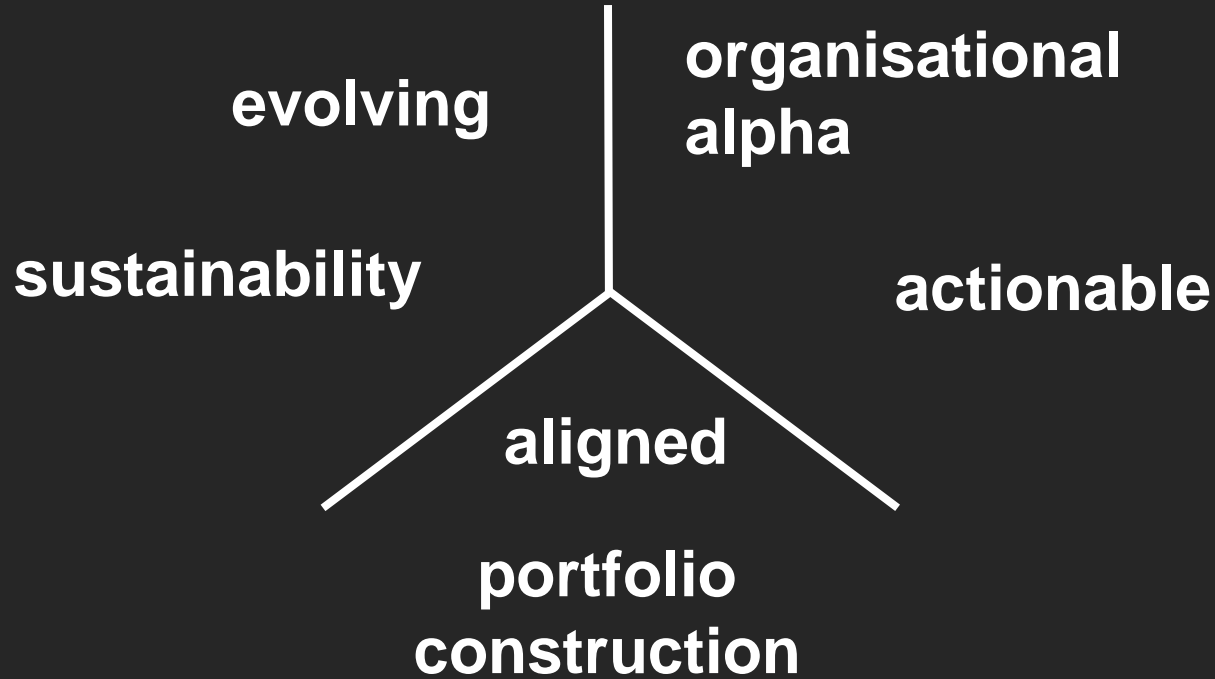 evolving
sustainability
organisational
alpha
actionable
aligned
portfolio
construction